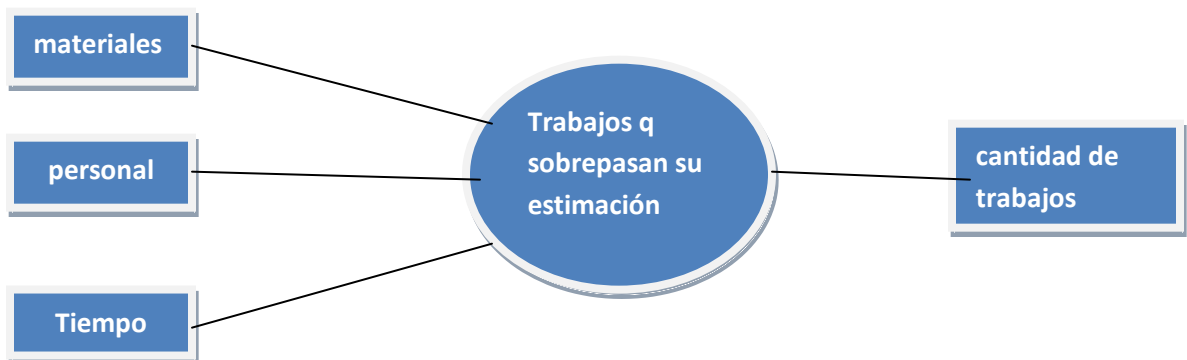 materiales
personal
Tiempo
Trabajos q
sobrepasan su
estimación
cantidad de
trabajos